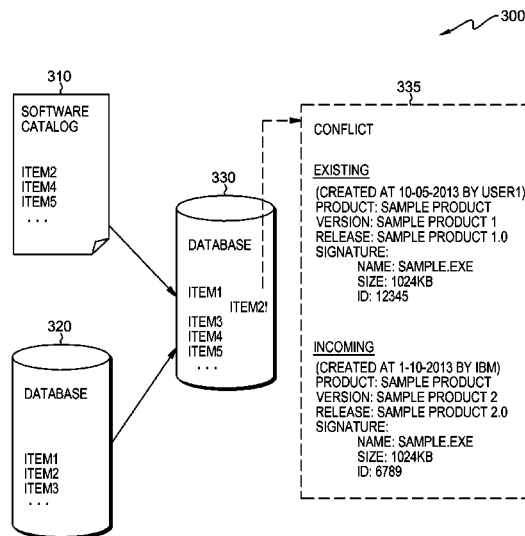 300
310
SOFTWARE
CATALOG
ITEM2
ITEM4
ITEM5
. . .
320
DATABASE
ITEM1
ITEM2
ITEM3
. . .
330
DATABASE
ITEM1
ITEM2!
ITEM3
ITEM4
ITEM5
. . .
335
CONFLICT
EXISTING
(CREATED AT 10-05-2013 BY USER1)
PRODUCT: SAMPLE PRODUCT
VERSION: SAMPLE PRODUCT 1
RELEASE: SAMPLE PRODUCT 1.0
SIGNATURE:
NAME: SAMPLE.EXE
SIZE: 1024KB
ID: 12345
INCOMING
(CREATED AT 1-10-2013 BY IBM)
PRODUCT: SAMPLE PRODUCT
VERSION: SAMPLE PRODUCT 2
RELEASE: SAMPLE PRODUCT 2.0
SIGNATURE:
NAME: SAMPLE.EXE
SIZE: 1024KB
ID: 6789